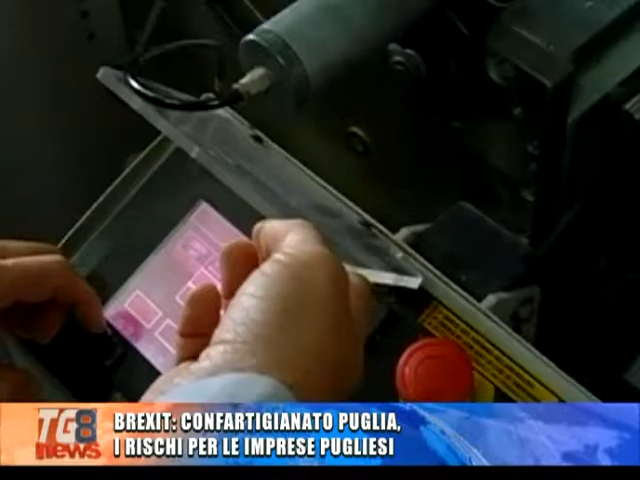 TG8
news
BREXIT: CONFARTIGIANATO PUGLIA,
I RISCHI PER LE IMPRESE PUGLIESI